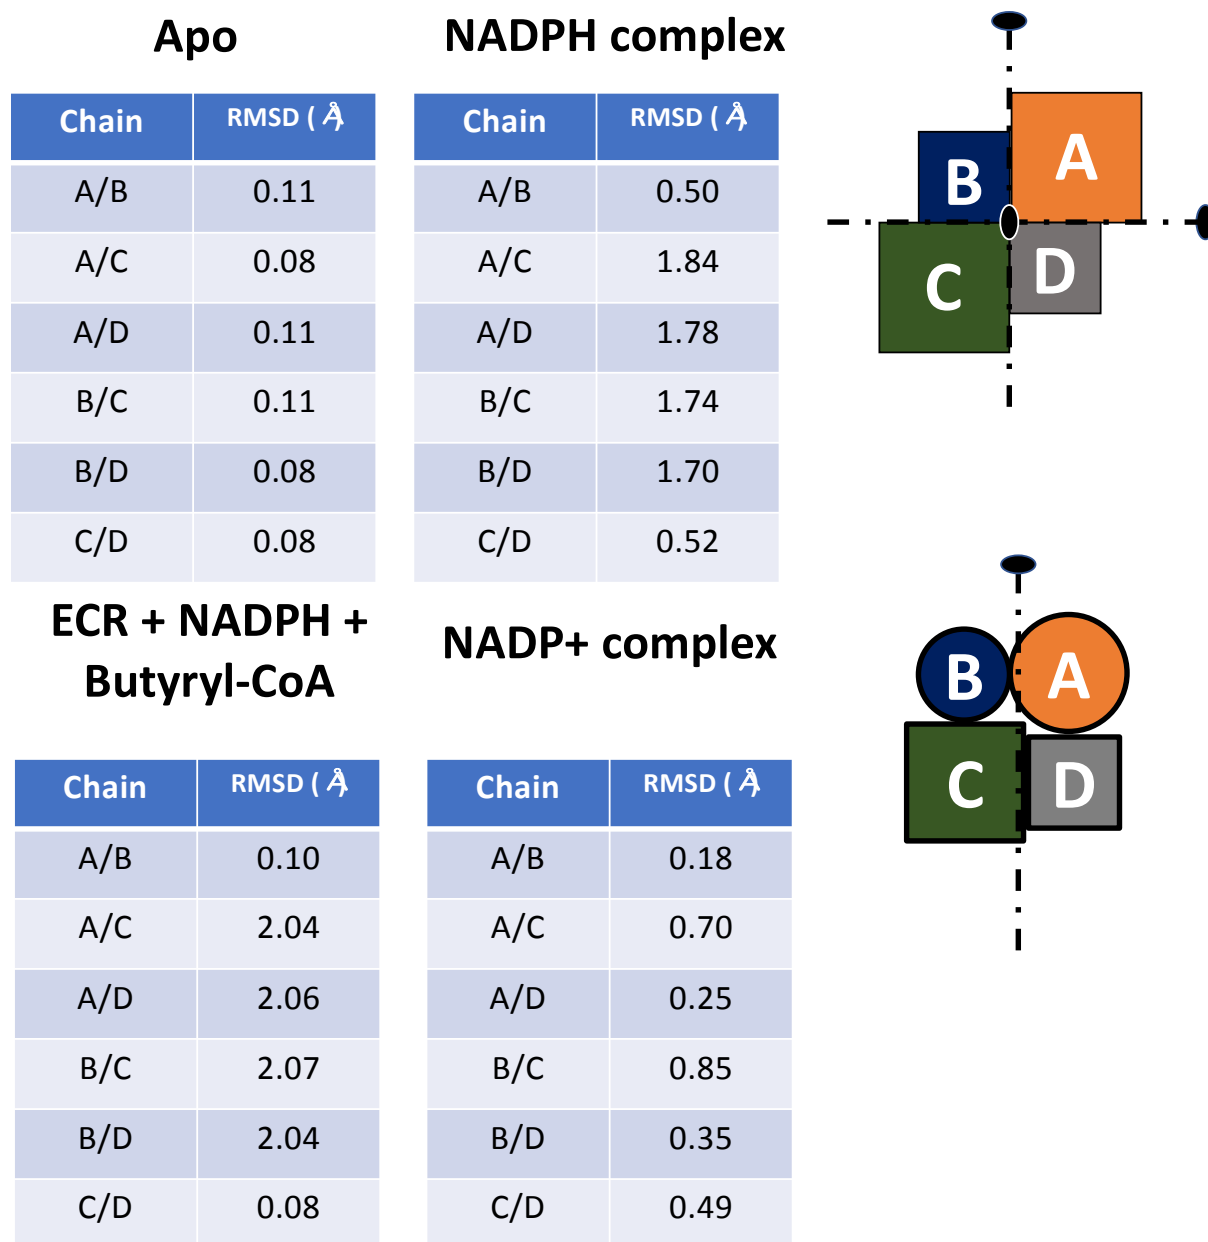 Apo
Chain RMSD ( Å)
A/B 0.11
A/C 0.08
A/D 0.11
B/C 0.11
B/D 0.08
C/D 0.08
NADPH complex
Chain RMSD ( Å)
A/B 0.50
A/C 1.84
A/D 1.78
B/C 1.74
B/D 1.70
C/D 0.52
B A
C D
ECR + NADPH +
Butyryl-CoA
Chain RMSD ( Å)
A/B 0.10
A/C 2.04
A/D 2.06
B/C 2.07
B/D 2.04
C/D 0.08
NADP+ complex
Chain RMSD ( Å)
A/B 0.18
A/C 0.70
A/D 0.25
B/C 0.85
B/D 0.35
C/D 0.49
B A
C D